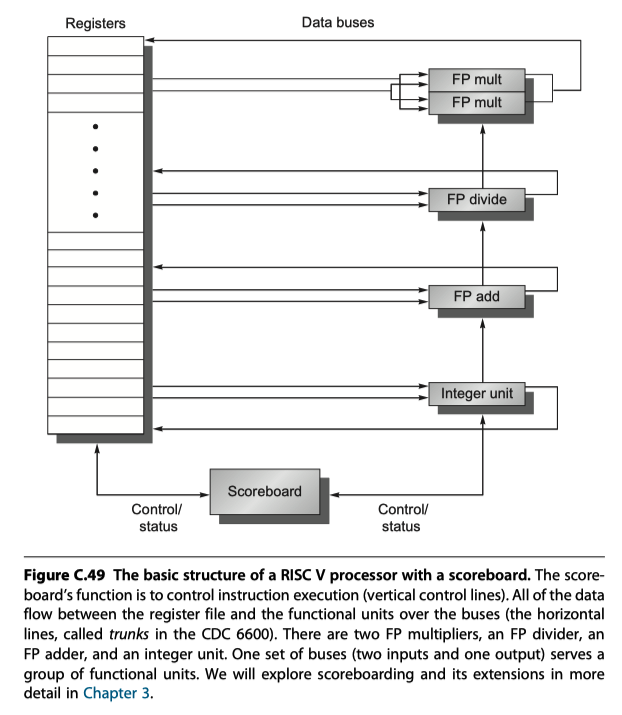 Registers
Data buses
FP mult
FP mult
FP divide
FP add
Integer unit
Scoreboard
Control/
status
Control/
status
Figure C.49 The basic structure of a RISC V processor with a scoreboard. The score-
board's function is to control instruction execution (vertical control lines). All of the data
flow between the register file and the functional units over the buses (the horizontal
lines, called trunks in the CDC 6600). There are two FP multipliers, an FP divider, an
FP adder, and an integer unit. One set of buses (two inputs and one output) serves a
group of functional units. We will explore scoreboarding and its extensions in more
detail in Chapter 3.